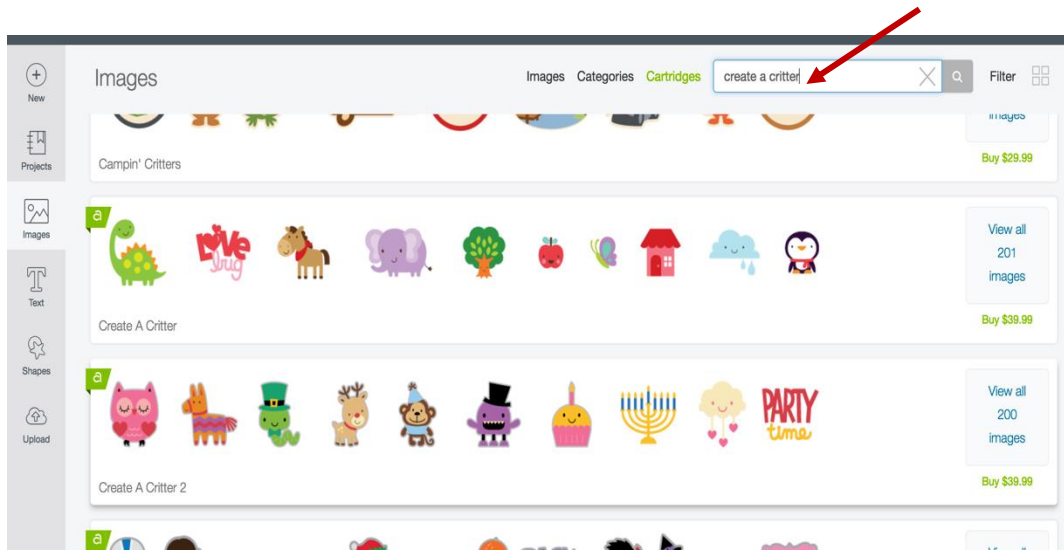 Images
Images Categories Cartridges create a critter Filter
New
Projects
Images
Text
Shapes
Upload
images
Campin' Critters
Buy $29.99
a
LOVE
bug
View all
201
images
Create A Critter
Buy $39.99
a
PARTY
time
View all
200
images
Create A Critter 2
Buy $39.99
a
View all